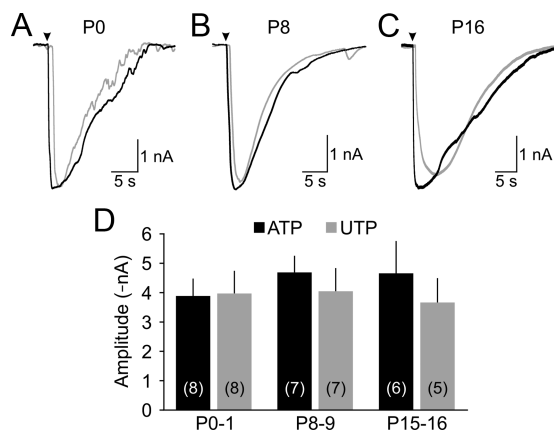 A
P0
B
P8
C
P16
1 nA
5 s
1 nA
5 s
1 nA
5 s
D
ATP
UTP
Amplitude (-nA)
6
5
4
3
2
1
0
(8)
(8)
(7)
(7)
(6)
(5)
P0-1
P8-9
P15-16